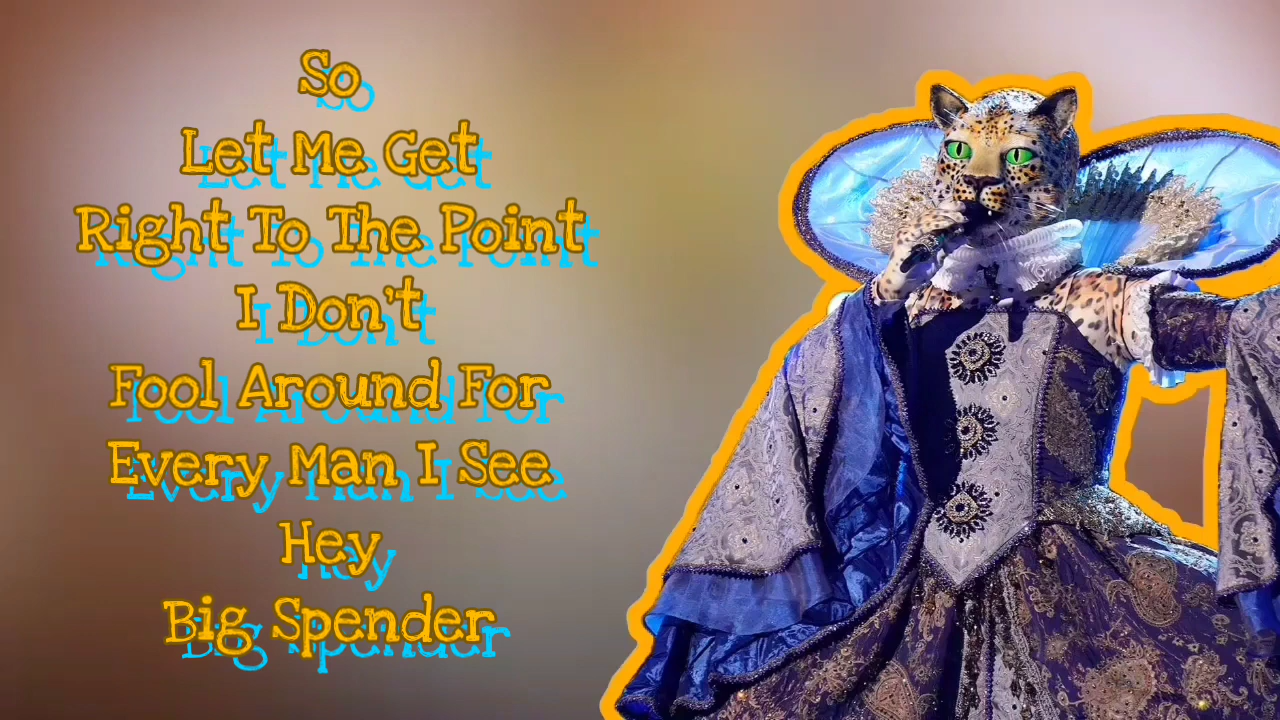 So
Let Me Get
Right To The Point
I Don't
Fool Around For
Every Man I See
Hey
Big Spender